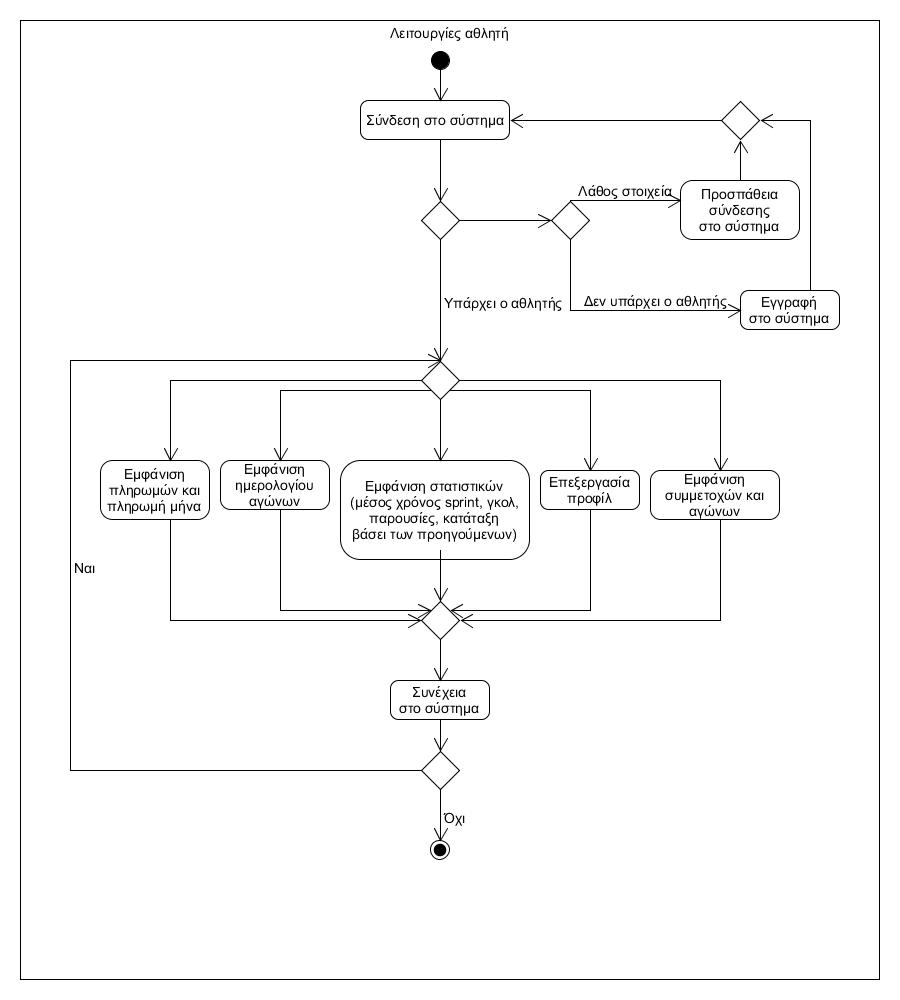 Λειτουργίες αθλητή
Σύνδεση στο σύστημα
Λάθος στοιχεία
Προσπάθεια
σύνδεσης
στο σύστημα
Υπάρχει ο αθλητής
Δεν υπάρχει ο αθλητής
Εγγραφή
στο σύστημα
Εμφάνιση
πληρωμών και
πληρωμή μήνα
Εμφάνιση
ημερολογίου
αγώνων
Εμφάνιση στατιστικών
(μέσος χρόνος sprint, γκολ,
παρουσίες, κατάταξη
βάσει των προηγούμενων)
Επεξεργασία
προφίλ
Εμφάνιση
συμμετοχών και
αγώνων
Ναι
Συνέχεια
στο σύστημα
Όχι